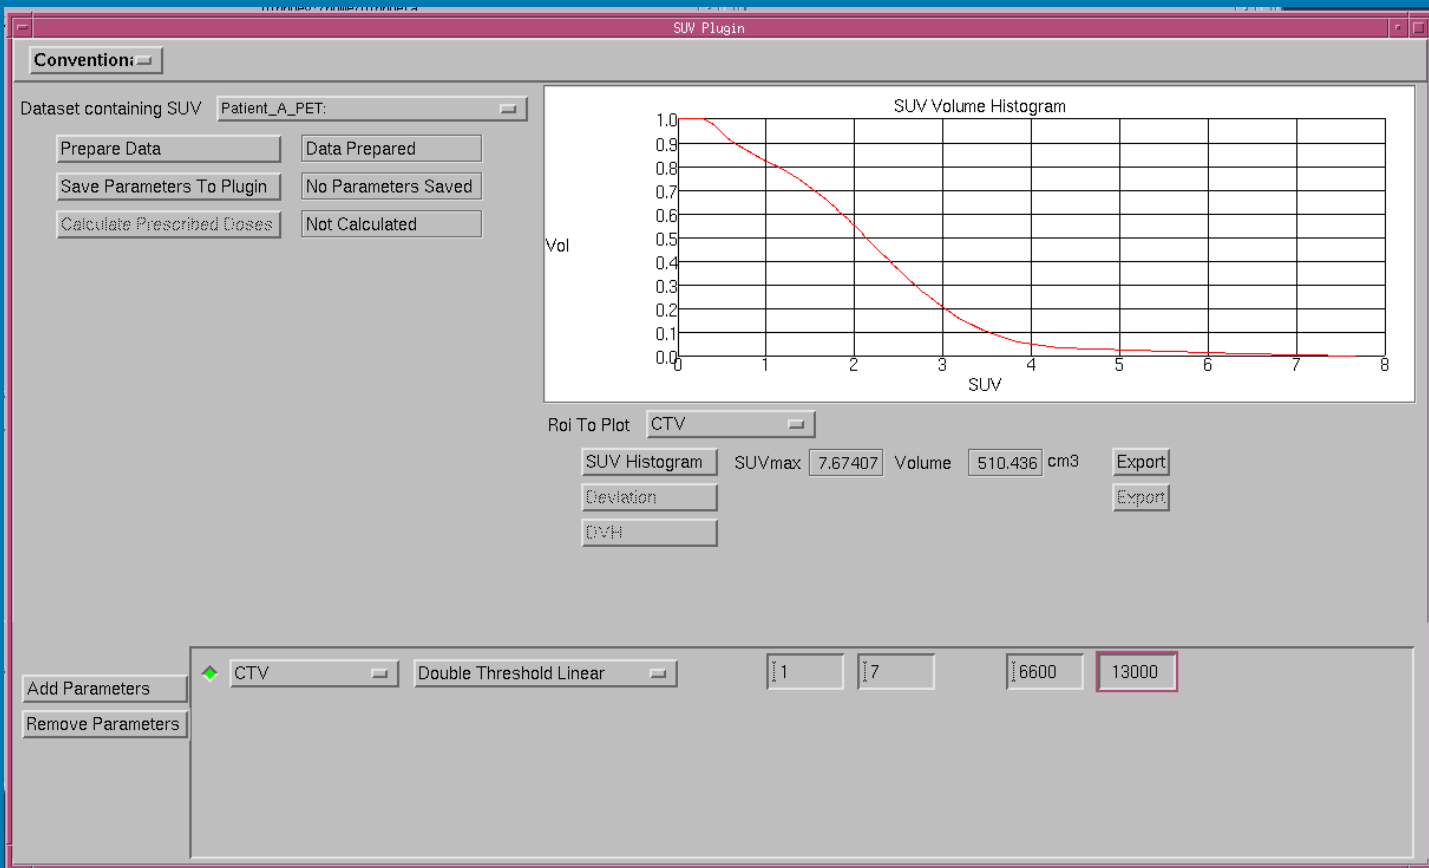 SUV Plugin
Conventiona
Dataset containing SUV Patient_A_PET:
Prepare Data Data Prepared
Save Parameters To Plugin No Parameters Saved
Calculate Prescribed Doses Not Calculated
SUV Volume Histogram
1.0
0.9
0.8
0.7
0.6
0.5
Vol
0.4
0.3
0.2
0.1
0.0
0 1 2 3 4 5 6 7 8
SUV
Roi To Plot CTV
SUV Histogram SUVmax 7.67407 Volume 510.436 cm3 Export
Deviation Export
DVH
CTV Double Threshold Linear 1 7 6600 13000
Add Parameters
Remove Parameters